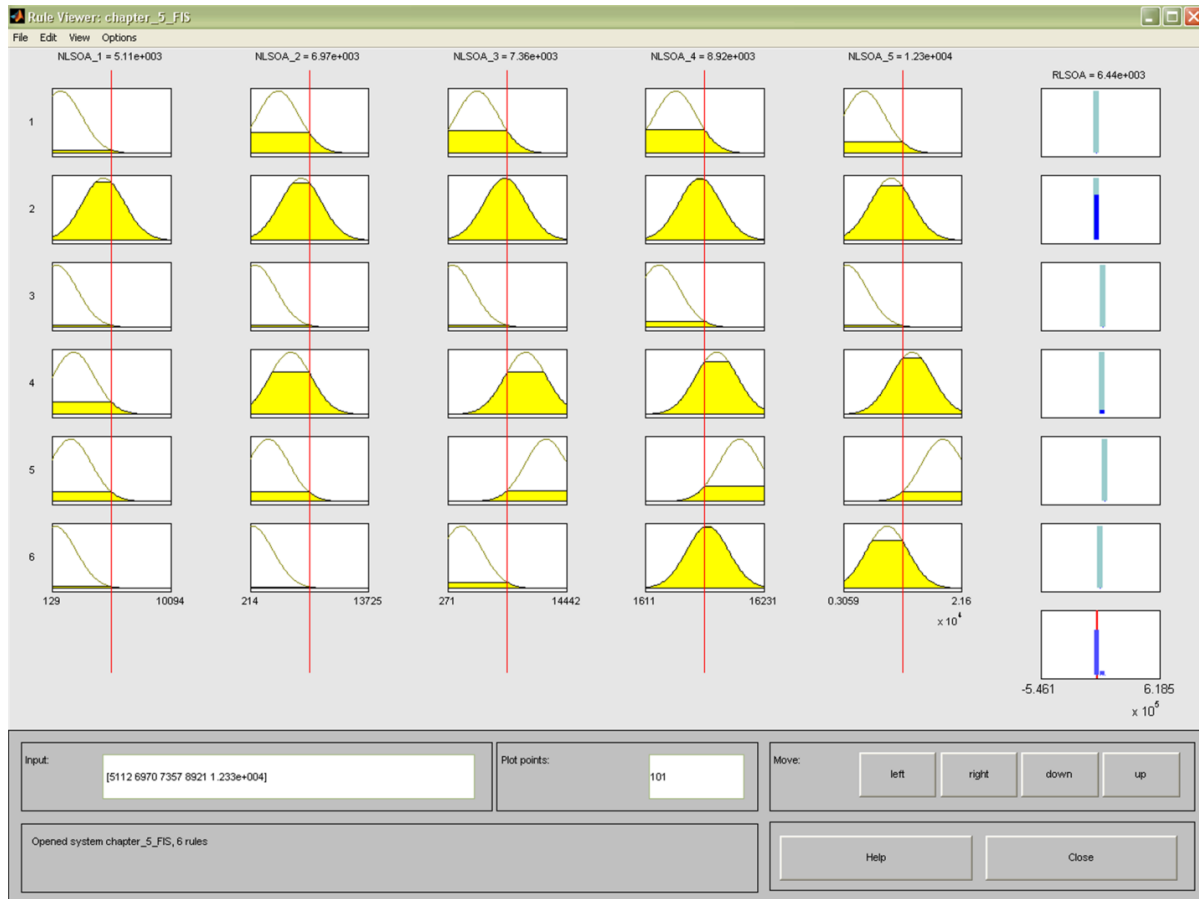 Rule Viewer: chapter_5_FIS
File Edit View Options
NLSOA_1 = 5.11e+003 NLSOA_2 = 6.97e+003 NLSOA_3 = 7.36e+003 NLSOA_4 = 8.92e+003 NLSOA_5 = 1.23e+004
RLSOA = 6.44e+003
1
2
3
4
5
6
129 10094 214 13725 271 14442 1611 16231 0.3059 2.16
x 10^4
-5.461 6.185
x 10^5
Input: Plot points: Move:
[5112 6970 7357 8921 1.233e+004] 101 left right down up
Opened system chapter_5_FIS, 6 rules
Help Close